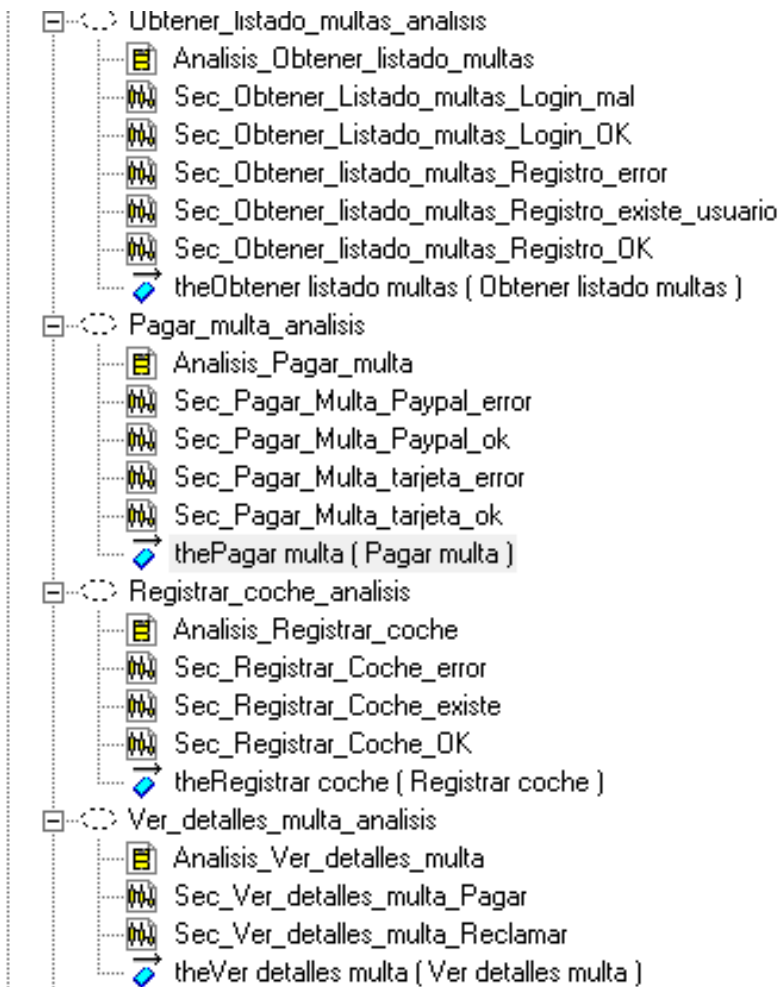 Obtener_listado_multas_analisis
Analisis_Obtener_listado_multas
Sec_Obtener_Listado_multas_Login_mal
Sec_Obtener_Listado_multas_Login_OK
Sec_Obtener_listado_multas_Registro_error
Sec_Obtener_listado_multas_Registro_existe_usuario
Sec_Obtener_listado_multas_Registro_OK
theObtener listado multas ( Obtener listado multas )
Pagar_multa_analisis
Analisis_Pagar_multa
Sec_Pagar_Multa_Paypal_error
Sec_Pagar_Multa_Paypal_ok
Sec_Pagar_Multa_tarjeta_error
Sec_Pagar_Multa_tarjeta_ok
thePagar multa ( Pagar multa )
Registrar_coche_analisis
Analisis_Registrar_coche
Sec_Registrar_Coche_error
Sec_Registrar_Coche_existe
Sec_Registrar_Coche_OK
theRegistrar coche ( Registrar coche )
Ver_detalles_multa_analisis
Analisis_Ver_detalles_multa
Sec_Ver_detalles_multa_Pagar
Sec_Ver_detalles_multa_Reclamar
theVer detalles multa ( Ver detalles multa )